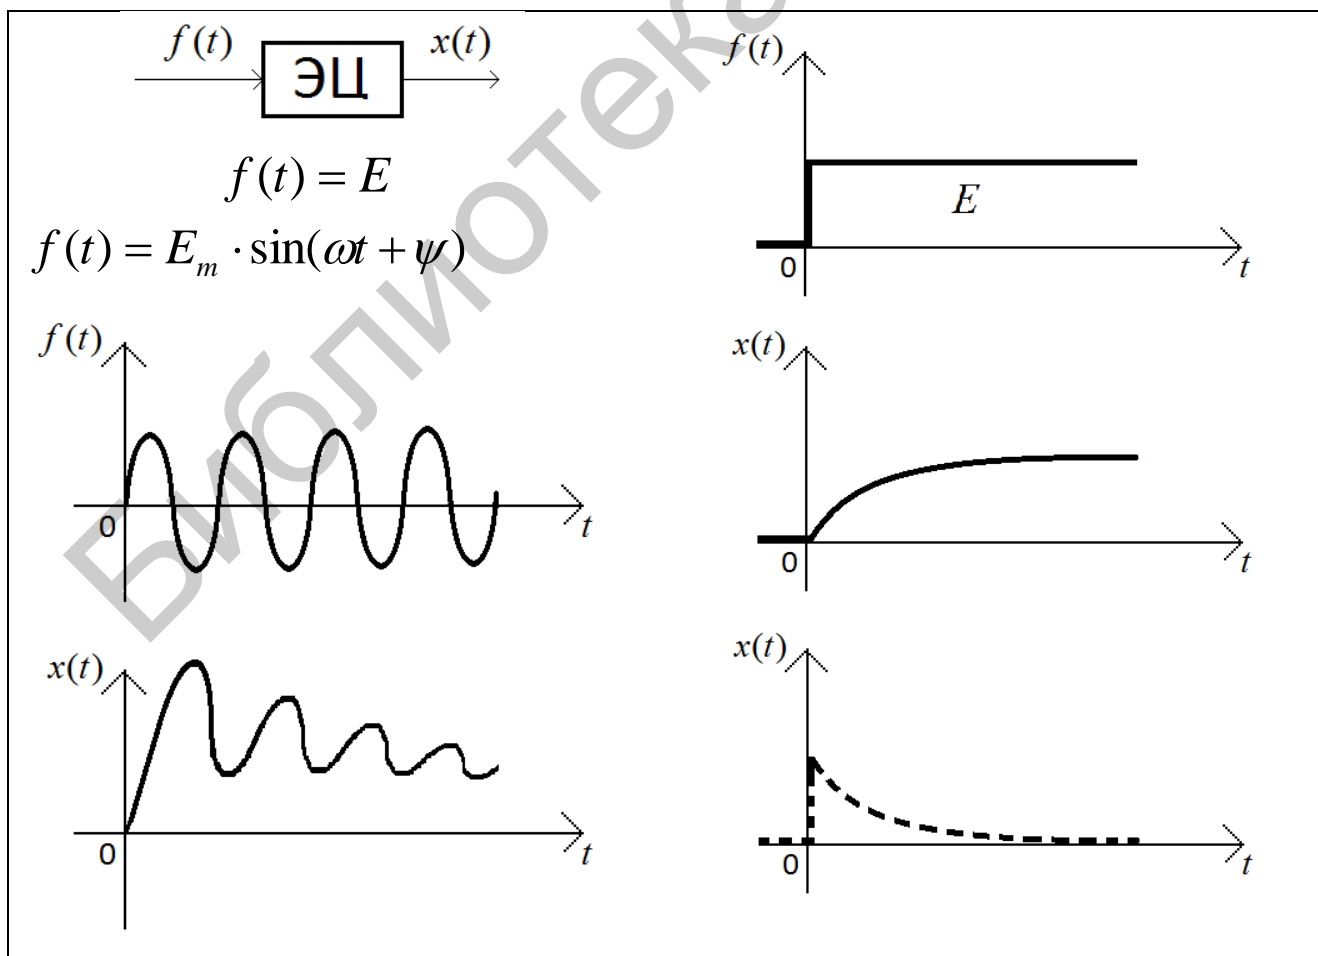 f(t)
ЭЦ
x(t)
f(t) = E
f(t) = E_m · sin(ωt + ψ)
f(t)
E
0
t
f(t)
0
t
x(t)
0
t
x(t)
0
t
x(t)
0
t
Библиотека